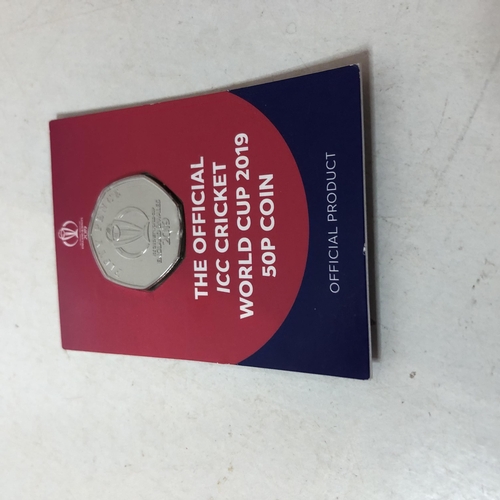 THE OFFICIAL
ICC CRICKET
WORLD CUP 2019
50P COIN
OFFICIAL PRODUCT